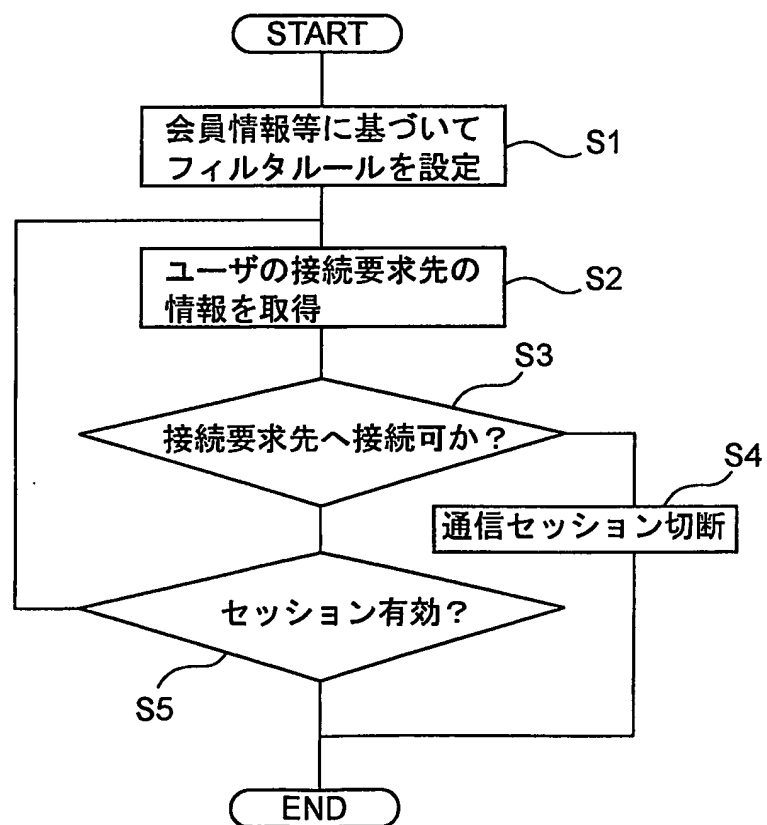 START
会員情報等に基づいて
フィルタルールを設定
S1
ユーザの接続要求先の
情報を取得
S2
S3
接続要求先へ接続可か?
S4
通信セッション切断
セッション有効?
S5
END